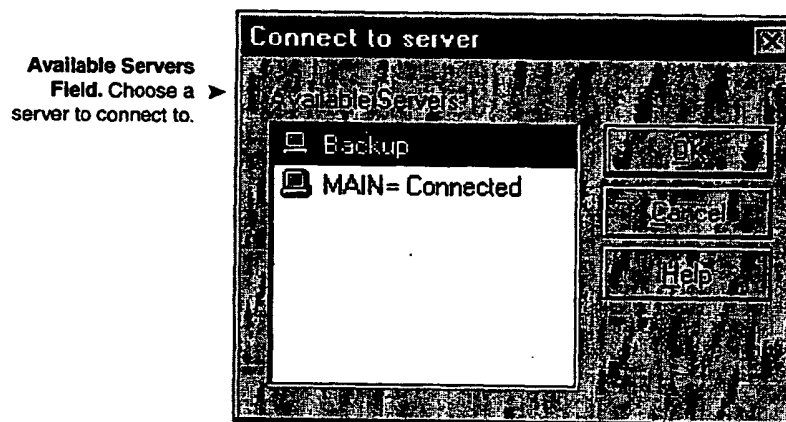 Connect to server
Available Servers
Field. Choose a
server to connect to.
Available Servers:
Backup
MAIN= Connected
OK
Cancel
Help